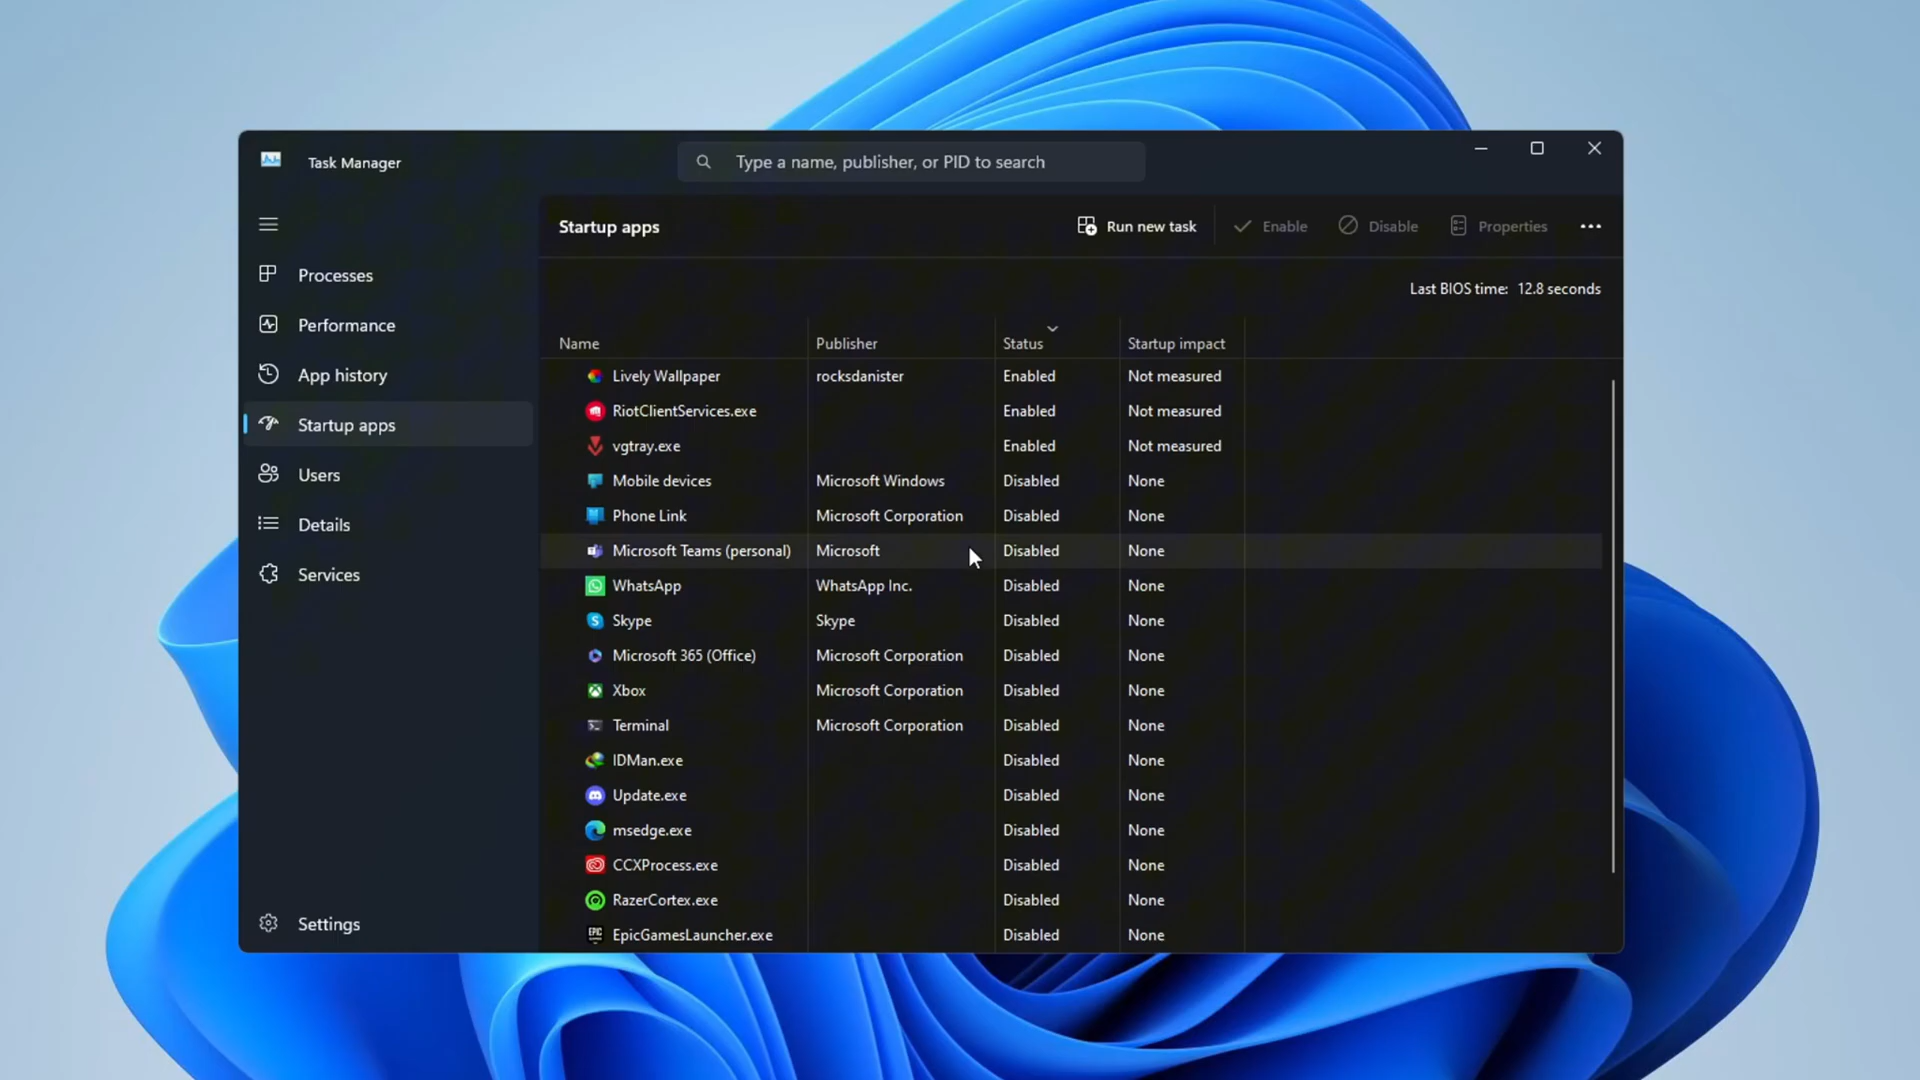 Task Manager
Type a name, publisher, or PID to search
Startup apps
Run new task
Enable
Disable
Properties
Processes
Performance
App history
Startup apps
Users
Details
Services
Settings
Last BIOS time: 12.8 seconds
Name Publisher Status Startup impact
Lively Wallpaper rocksdanister Enabled Not measured
RiotClientServices.exe Enabled Not measured
vgtray.exe Enabled Not measured
Mobile devices Microsoft Windows Disabled None
Phone Link Microsoft Corporation Disabled None
Microsoft Teams (personal) Microsoft Disabled None
WhatsApp WhatsApp Inc. Disabled None
Skype Skype Disabled None
Microsoft 365 (Office) Microsoft Corporation Disabled None
Xbox Microsoft Corporation Disabled None
Terminal Microsoft Corporation Disabled None
IDMan.exe Disabled None
Update.exe Disabled None
msedge.exe Disabled None
CCXProcess.exe Disabled None
RazerCortex.exe Disabled None
EpicGamesLauncher.exe Disabled None